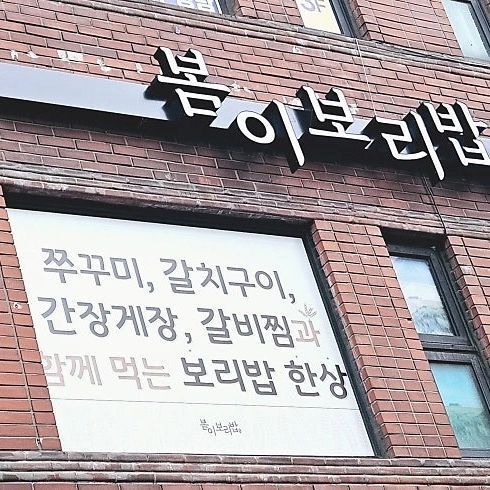 3F
봄이보리밥
쭈꾸미, 갈치구이,
간장게장, 갈비찜과
함께 먹는 보리밥 한상
봄이보리밥